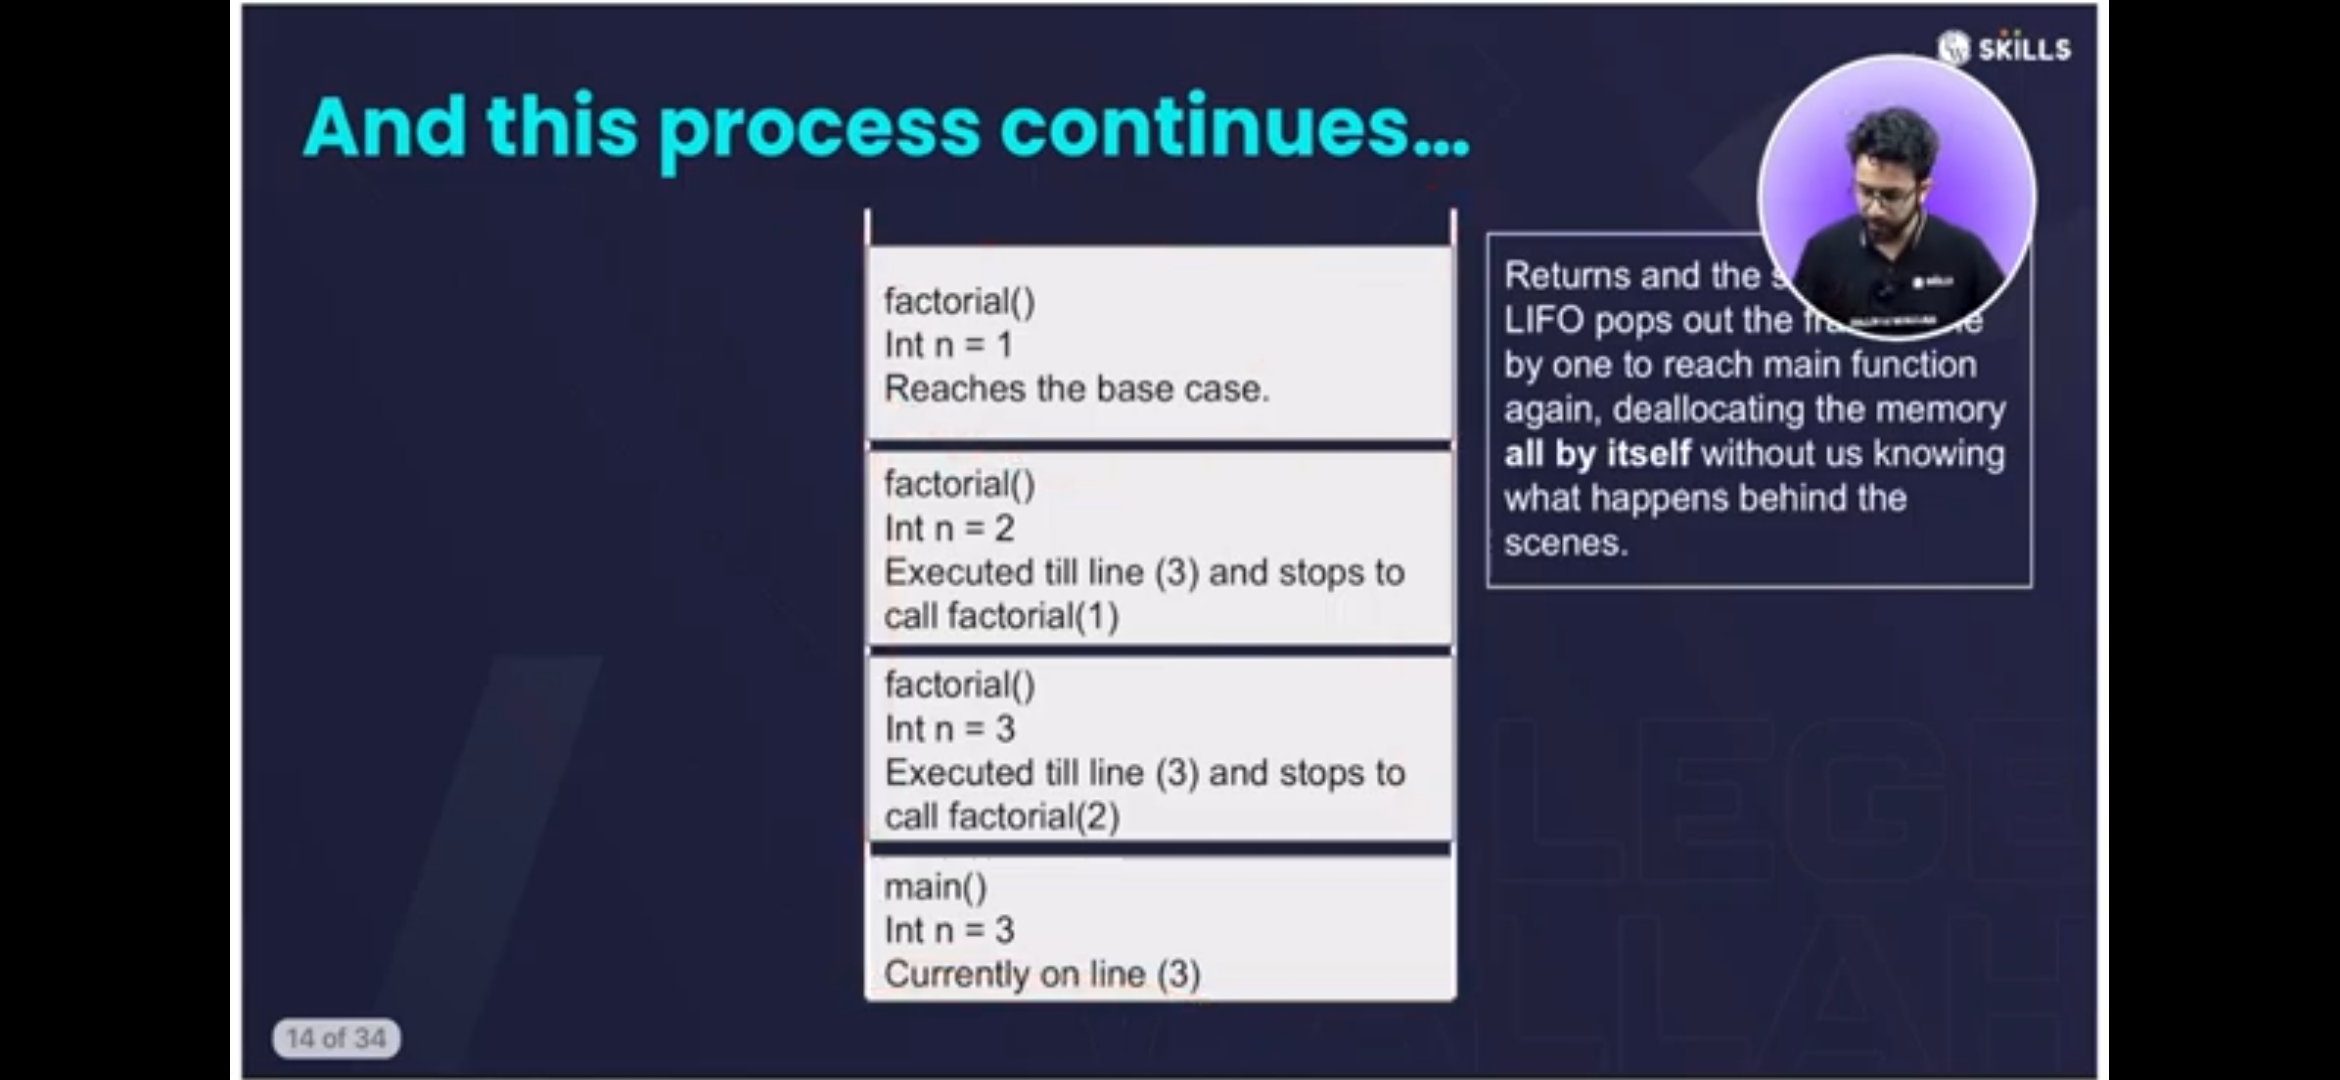 SKILLS
And this process continues...
factorial()
Int n = 1
Reaches the base case.
factorial()
Int n = 2
Executed till line (3) and stops to
call factorial(1)
factorial()
Int n = 3
Executed till line (3) and stops to
call factorial(2)
main()
Int n = 3
Currently on line (3)
Returns and the
LIFO pops out the
by one to reach main function
again, deallocating the memory
all by itself without us knowing
what happens behind the
scenes.
14 of 34